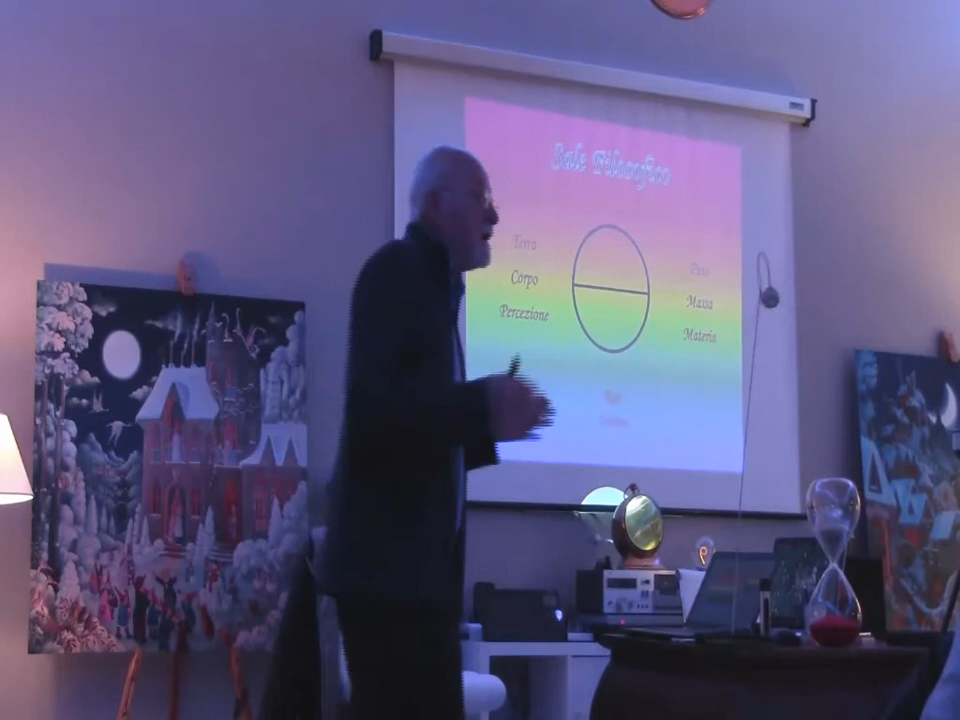 Sale Filosofico
Terra
Corpo
Percezione
Peso
Massa
Materia